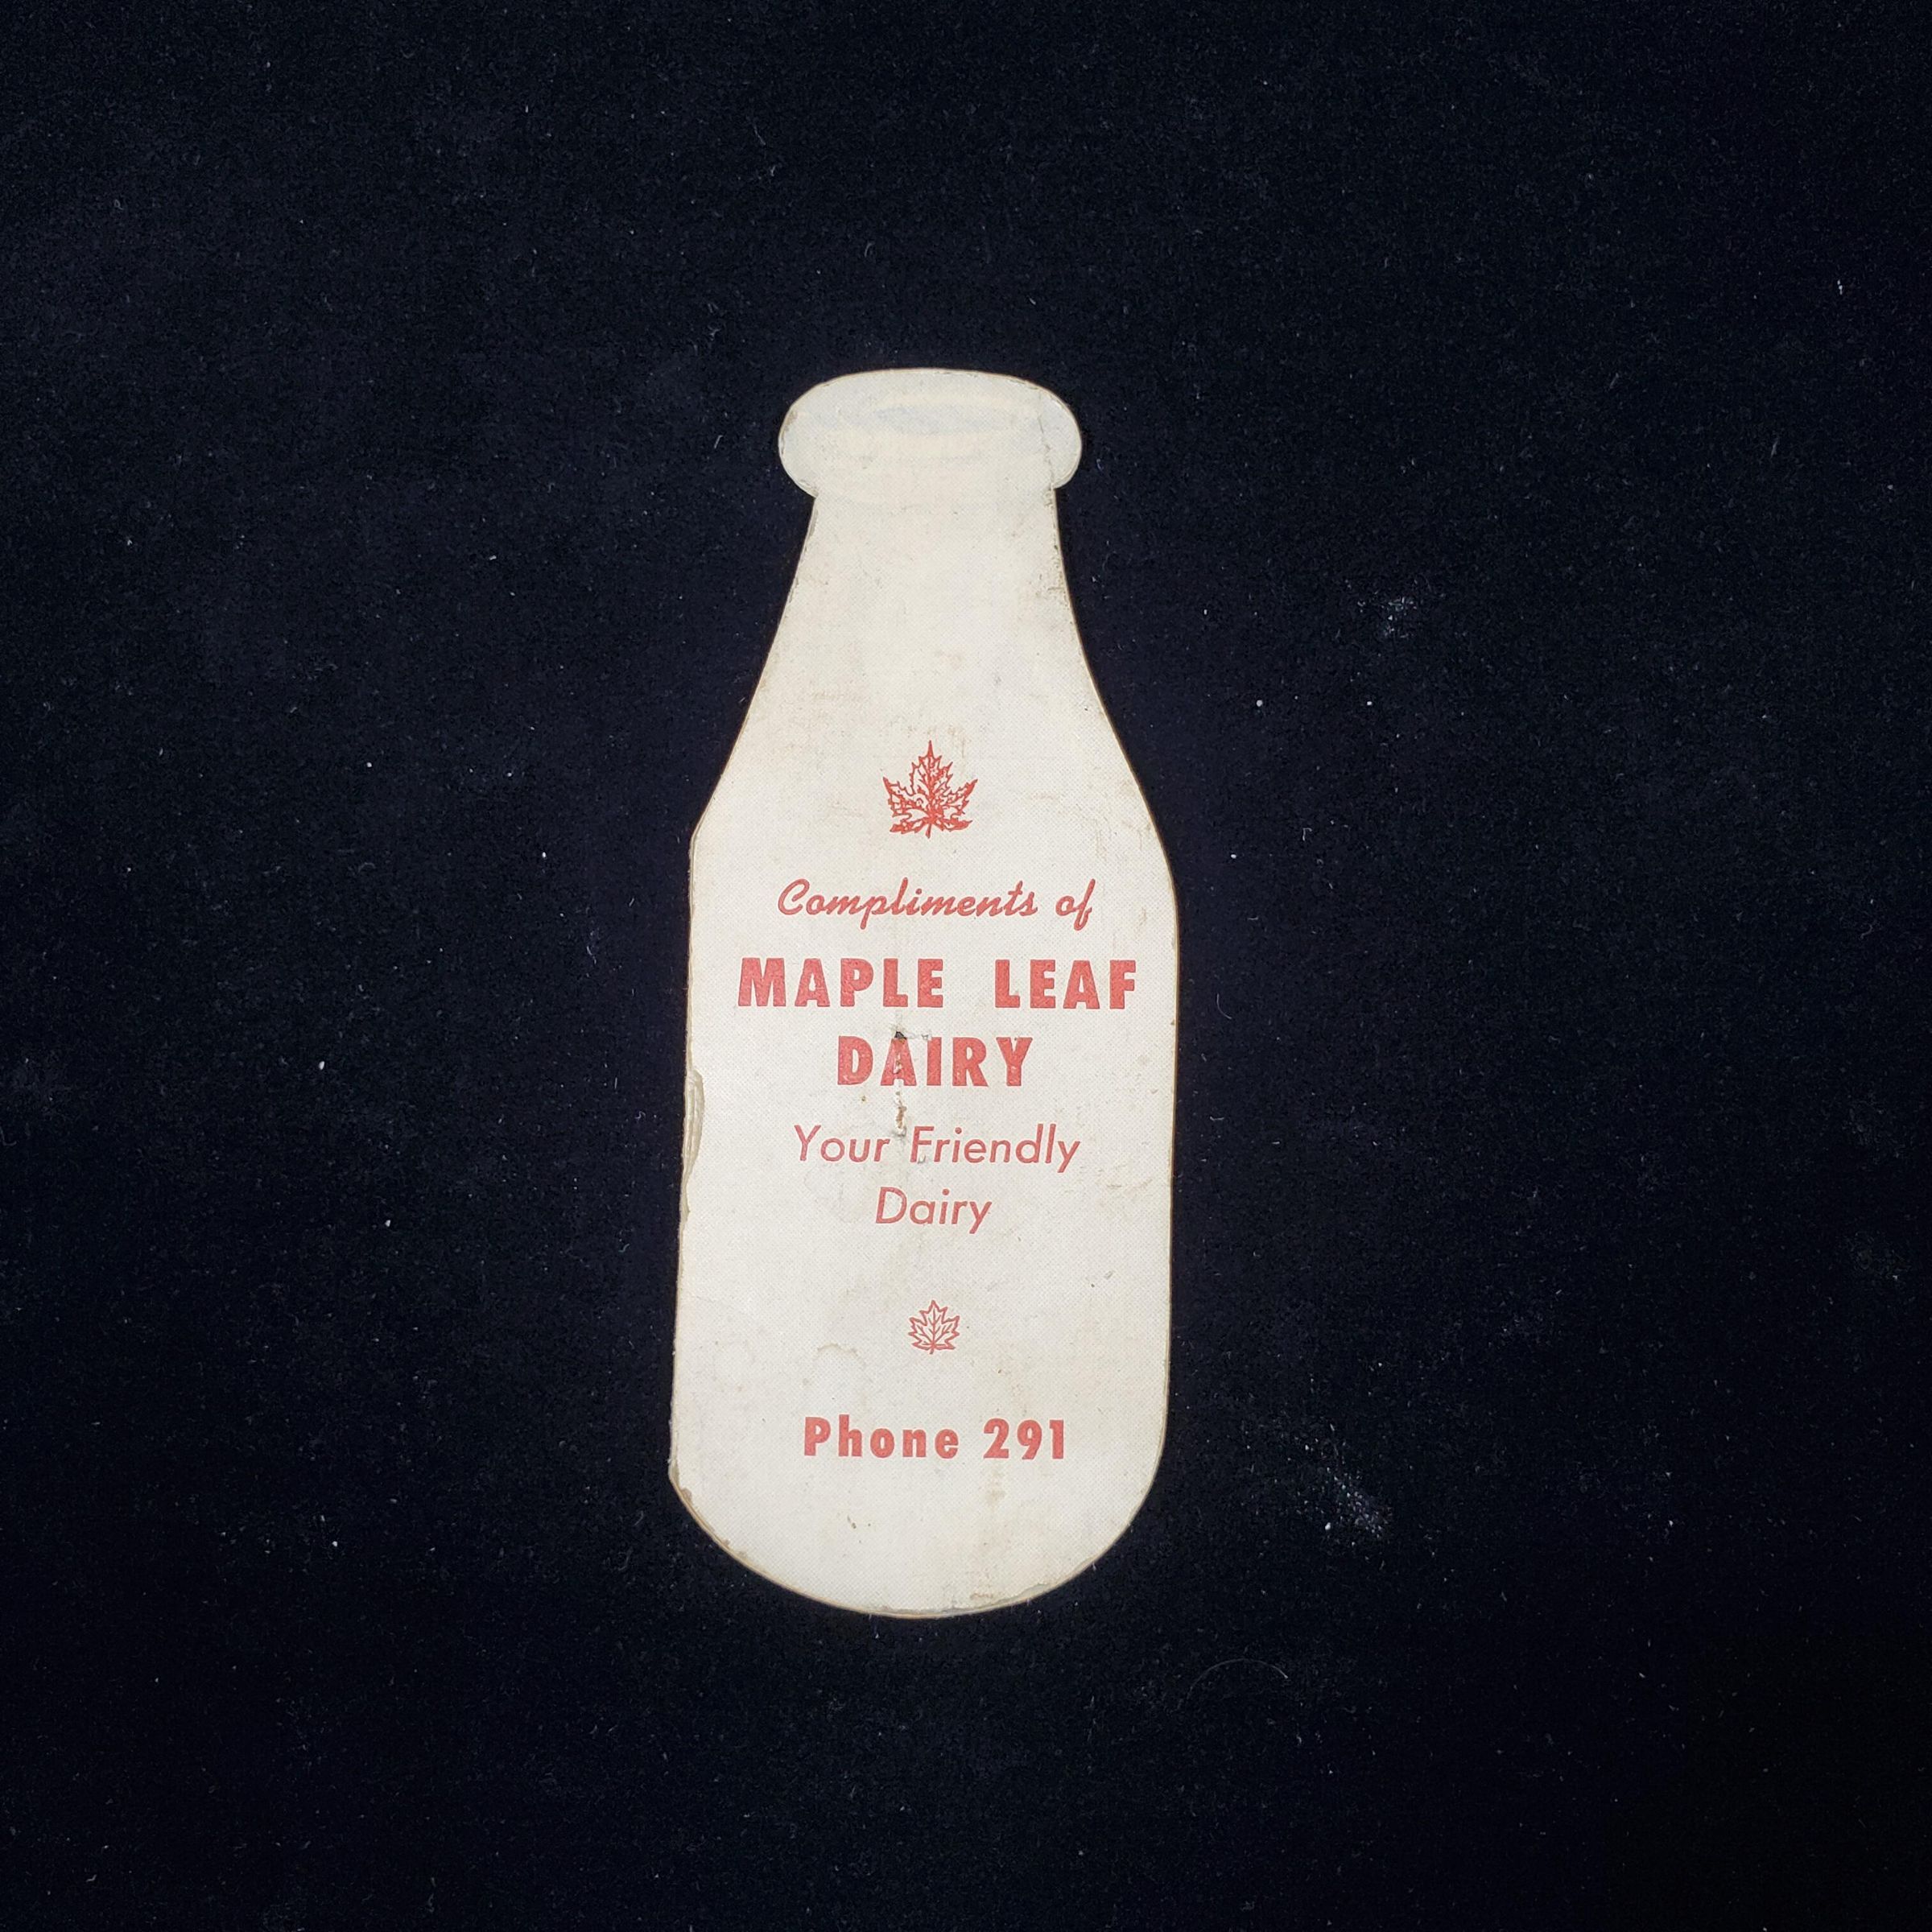 Compliments of
MAPLE LEAF
DAIRY
Your Friendly
Dairy
Phone 291